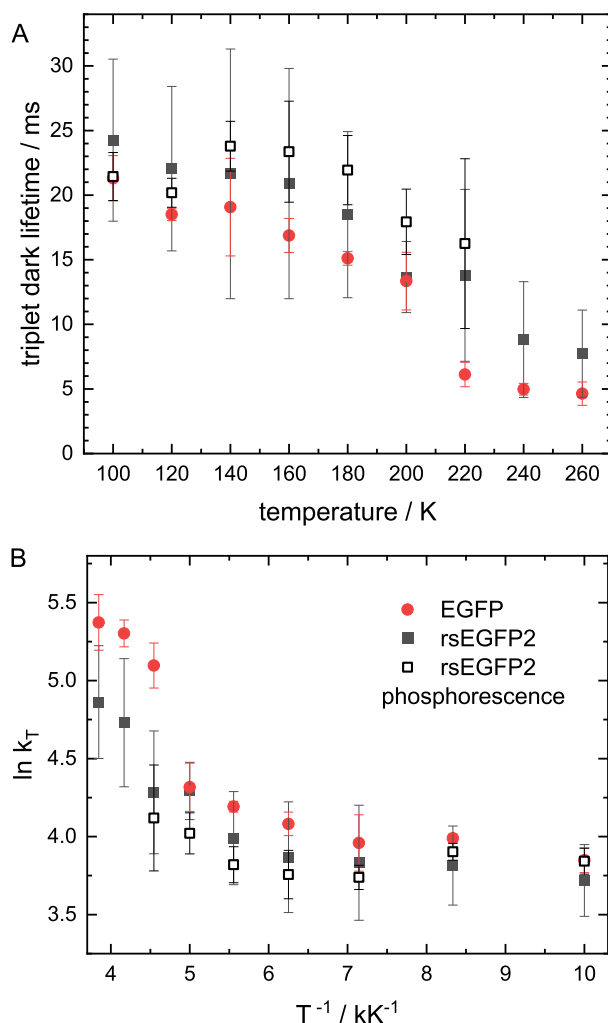 A
30
25
20
15
10
5
0
triplet dark lifetime / ms
100 120 140 160 180 200 220 240 260
temperature / K
B
5.5
5.0
4.5
4.0
3.5
ln k_T
EGFP
rsEGFP2
rsEGFP2
phosphorescence
4 5 6 7 8 9 10
T⁻¹ / kK⁻¹